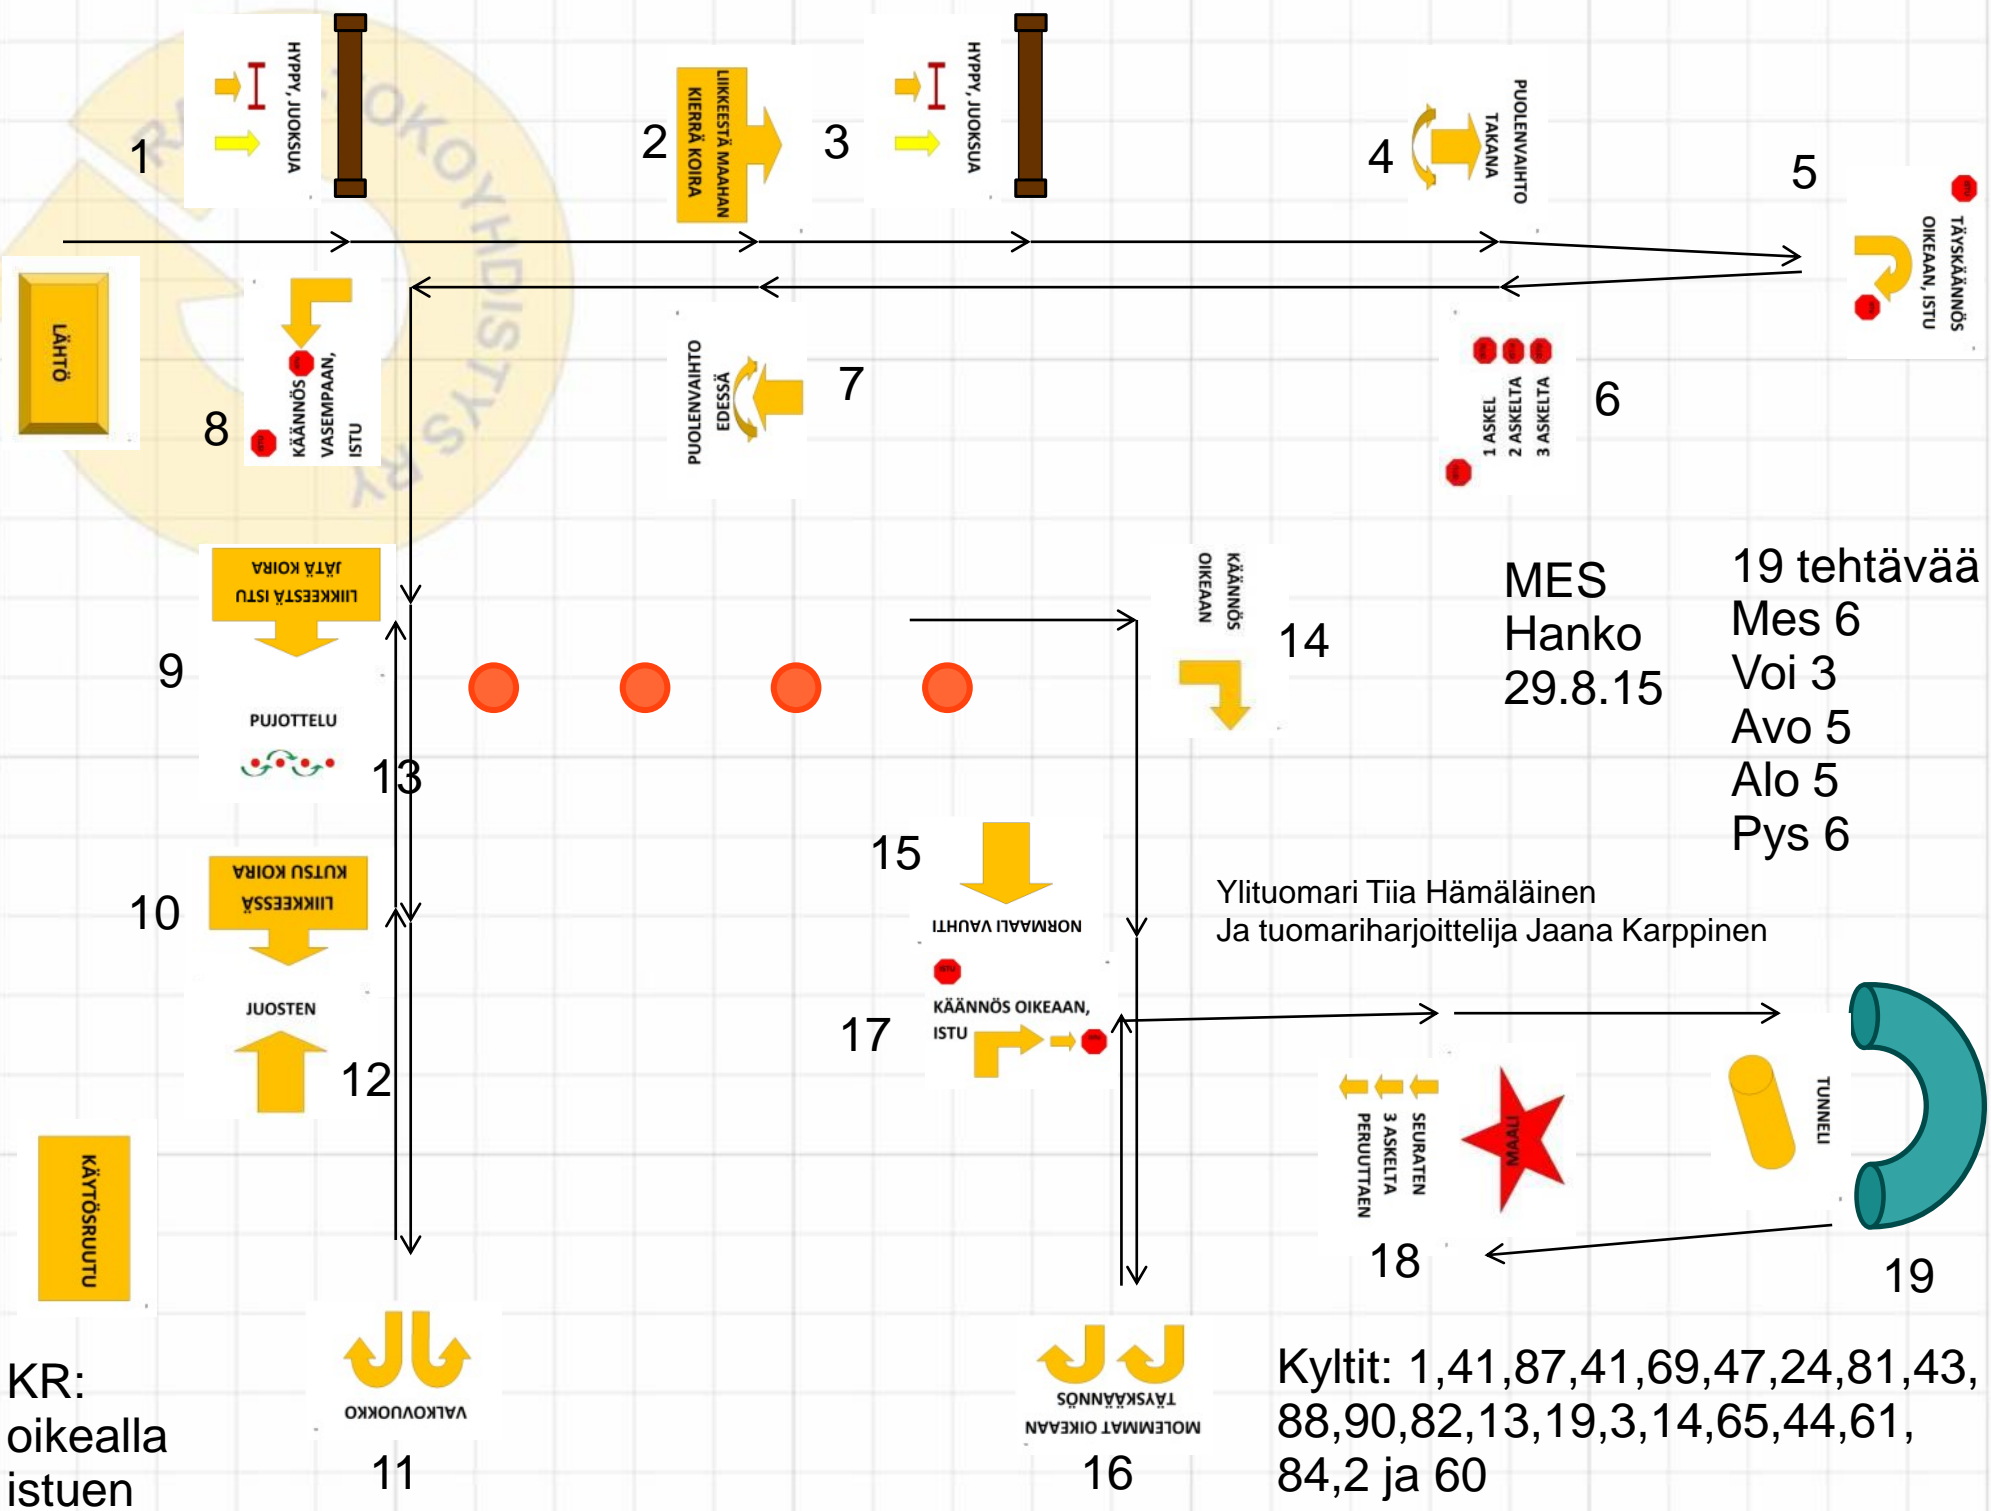 RALLYTOKOYHDISTYS RY
1
HYPPY, JUOKSUA
2
LIIKKEESTÄ MAAHAN
KIERRÄ KOIRA
3
HYPPY, JUOKSUA
4
PUOLENVAIHTO
TAKANA
5
TÄYSKÄÄNNÖS
OIKEAAN, ISTU
LÄHTÖ
8
KÄÄNNÖS
VASEMPAAN,
ISTU
ISTU
7
PUOLENVAIHTO
EDESSÄ
6
1 ASKEL
2 ASKELTA
3 ASKELTA
9
LIIKKEESTÄ ISTU
JÄTÄ KOIRA
PUJOTTELU
13
14
KÄÄNNÖS
OIKEAAN
MES
Hanko
29.8.15
19 tehtävää
Mes 6
Voi 3
Avo 5
Alo 5
Pys 6
10
LIIKKEESSÄ
KUTSU KOIRA
JUOSTEN
12
15
NORMAALI VAUHTI
Ylituomari Tiia Hämäläinen
Ja tuomariharjoittelija Jaana Karppinen
17
ISTU
KÄÄNNÖS OIKEAAN,
ISTU
SEURATEN
3 ASKELTA
PERUUTTAEN
18
MAALI
TUNNELI
19
KÄYTÖSRUUTU
KR:
oikealla
istuen
VALKOVUOKKO
11
MOLEMMAT OIKEAAN
TÄYSKÄÄNNÖS
16
Kyltit: 1,41,87,41,69,47,24,81,43,
88,90,82,13,19,3,14,65,44,61,
84,2 ja 60